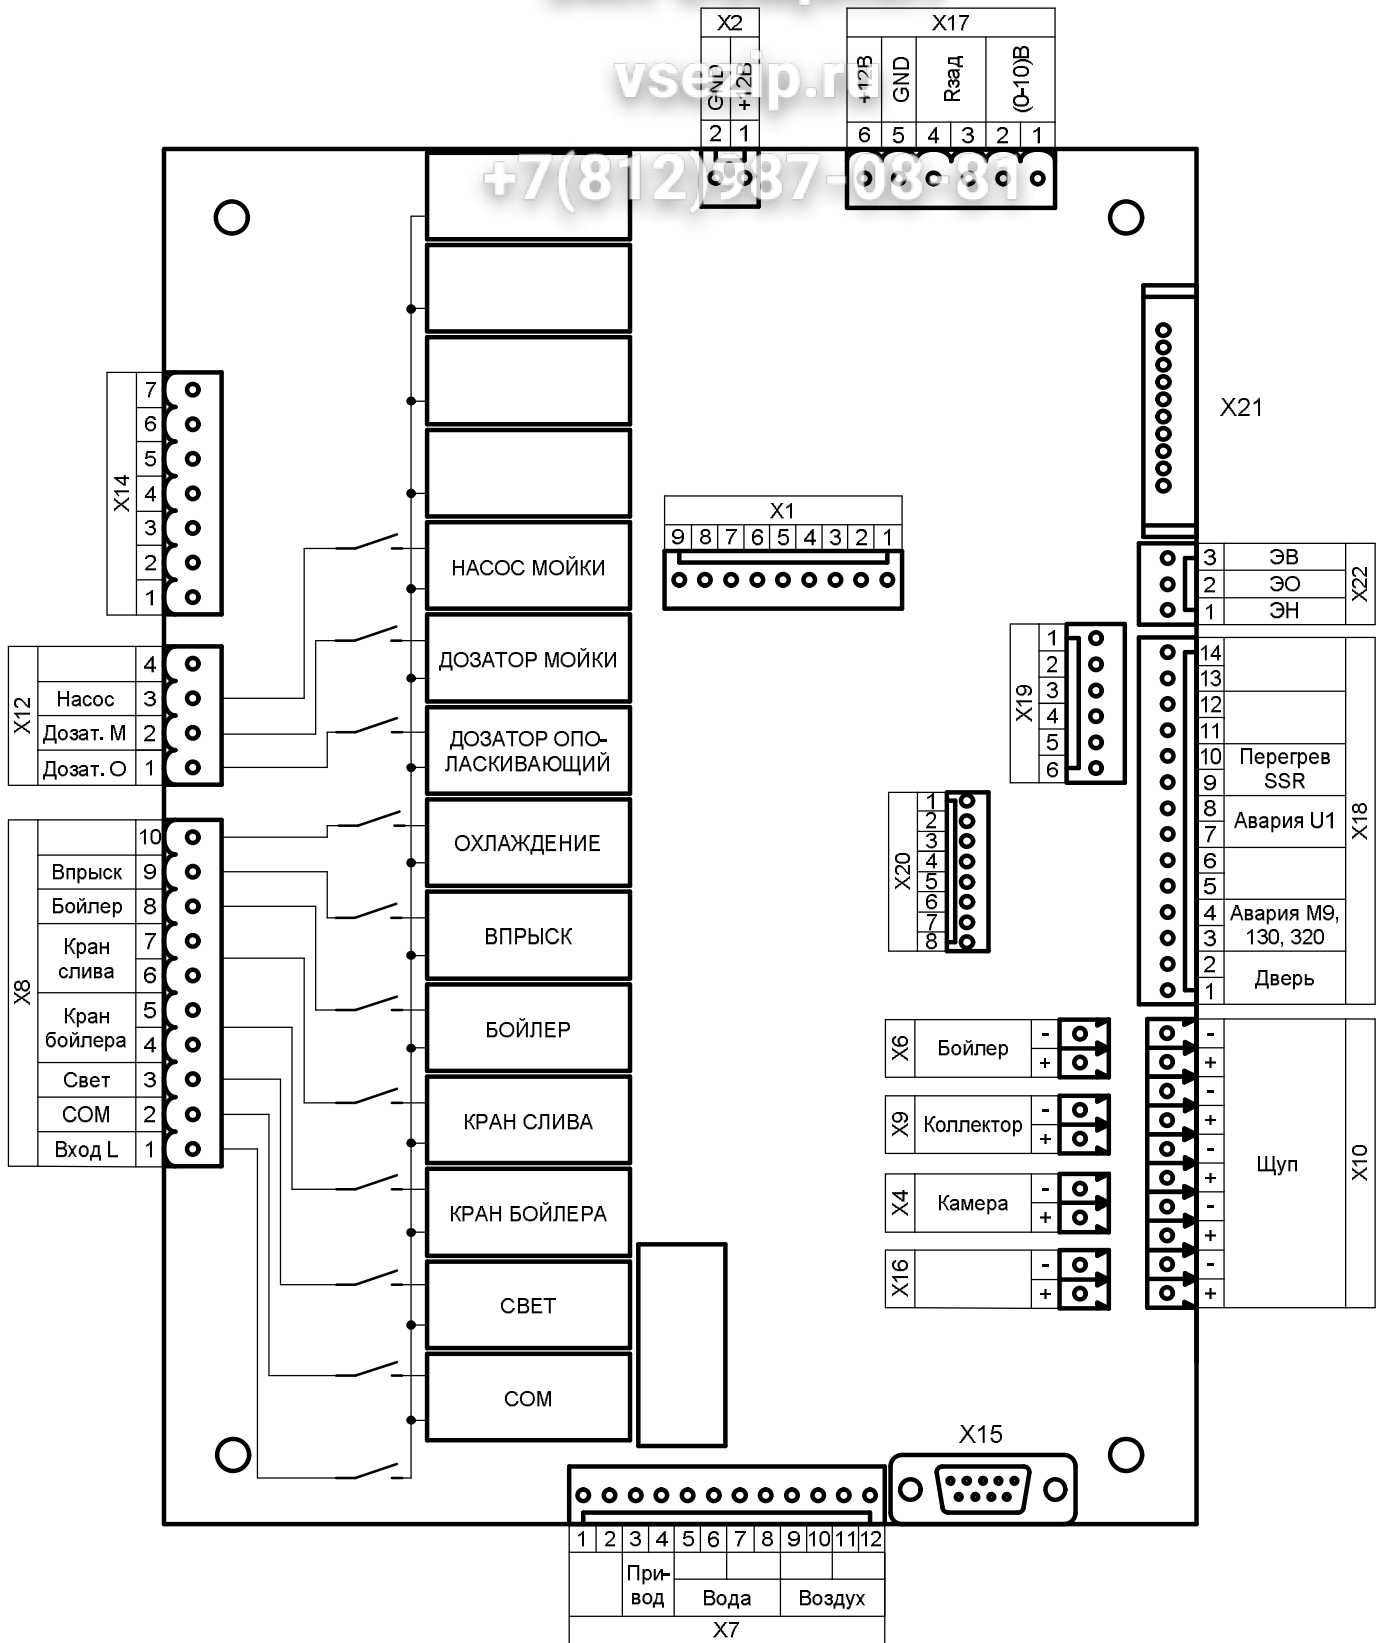 X2
X17
GND
+12В
+12В
GND
Rзад
(0-10)В
vsezip.ru
2 1
6 5 4 3 2 1
+7(812)987-08-81
X21
X14
7
6
5
4
3
2
1
X1
9 8 7 6 5 4 3 2 1
НАСОС МОЙКИ
ДОЗАТОР МОЙКИ
ДОЗАТОР ОПО-
ЛАСКИВАЮЩИЙ
ОХЛАЖДЕНИЕ
ВПРЫСК
БОЙЛЕР
КРАН СЛИВА
КРАН БОЙЛЕРА
СВЕТ
COM
X12
4
Насос 3
Дозат. М 2
Дозат. О 1
X8
10
Впрыск 9
Бойлер 8
7
Кран
слива
6
5
Кран
бойлера
4
Свет 3
COM 2
Вход L 1
3 ЭВ
2 ЭО
1 ЭН
X22
X19
1
2
3
4
5
6
X20
1
2
3
4
5
6
7
8
X18
14
13
12
11
10 Перегрев
9 SSR
8
Авария U1
7
6
5
4 Авария М9,
3 130, 320
2
Дверь
1
X6
Бойлер
-
+
X9
Коллектор
-
+
X4
Камера
-
+
X16
-
+
-
+
-
+
-
+
-
+
-
+
Щуп
X10
X15
1 2 3 4 5 6 7 8 9 10 11 12
При-
вод
Вода
Воздух
X7